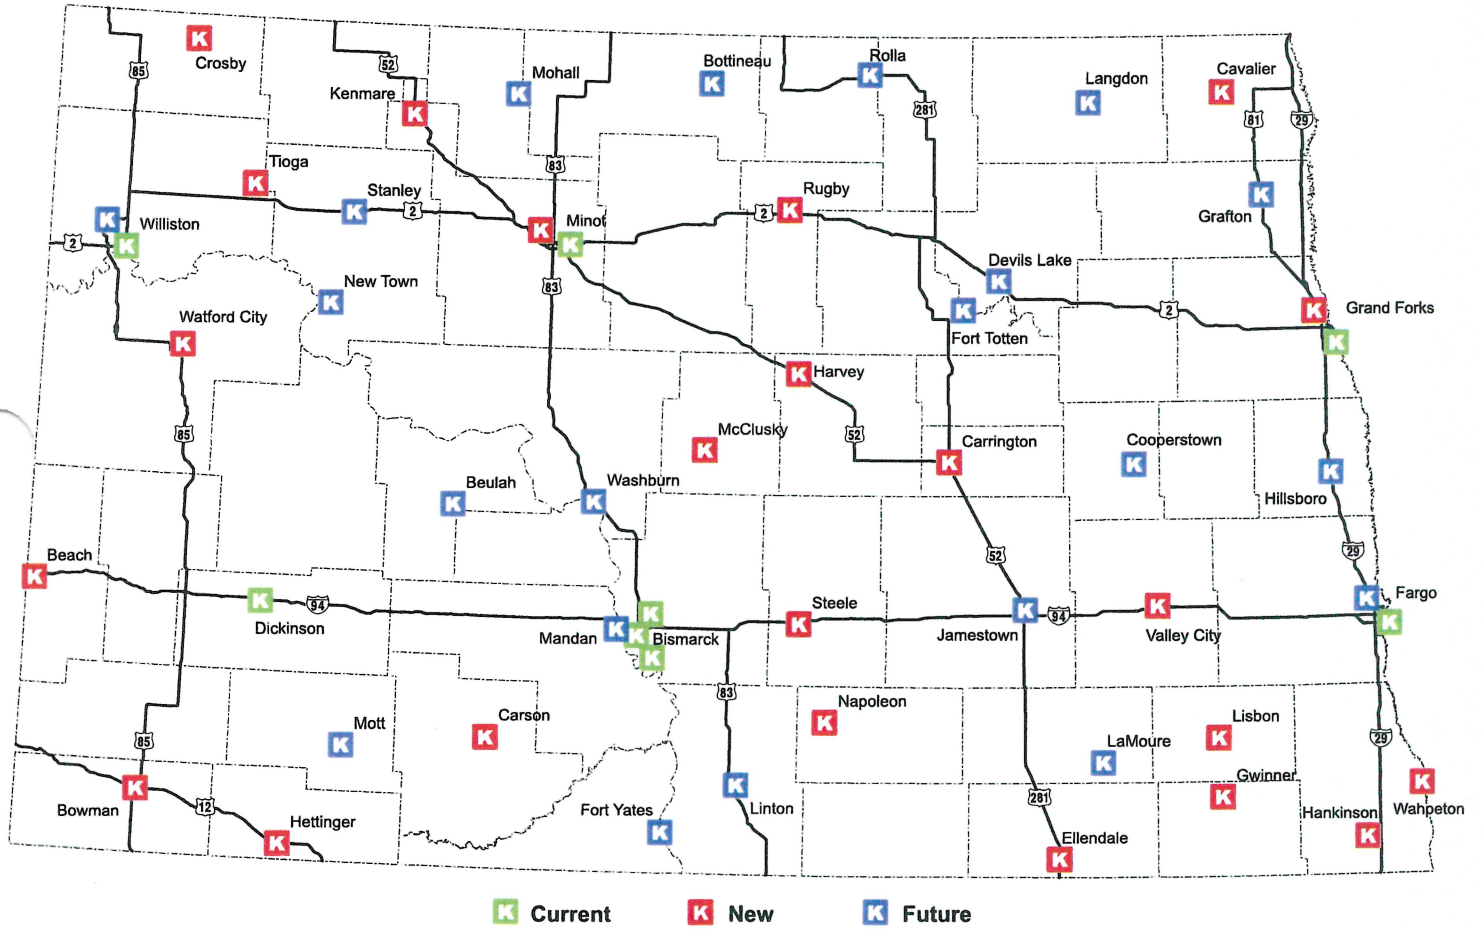 K
Crosby
85
52
Kenmare
K
K
Mohall
Bottineau
K
Rolla
K
281
Langdon
K
Cavalier
K
81
29
83
Tioga
K
Stanley
K
2
K
Williston
K
2
K
Minot
K
2
Rugby
K
K
Grafton
New Town
K
83
Devils Lake
K
K
Fort Totten
2
K
Grand Forks
K
Watford City
K
K
Harvey
85
McClusky
K
52
Carrington
K
Cooperstown
K
K
Hillsboro
Beulah
K
Washburn
K
29
52
Beach
K
K
94
Dickinson
K
Mandan
K
K
Bismarck
K
Steele
K
K
Jamestown
94
K
Valley City
K
Fargo
K
83
Napoleon
K
Mott
K
Carson
K
85
LaMoure
K
Lisbon
K
29
Gwinner
K
K
Wahpeton
K
Bowman
12
Hettinger
K
Fort Yates
K
K
Linton
281
Ellendale
K
Hankinson
K
K Current K New K Future